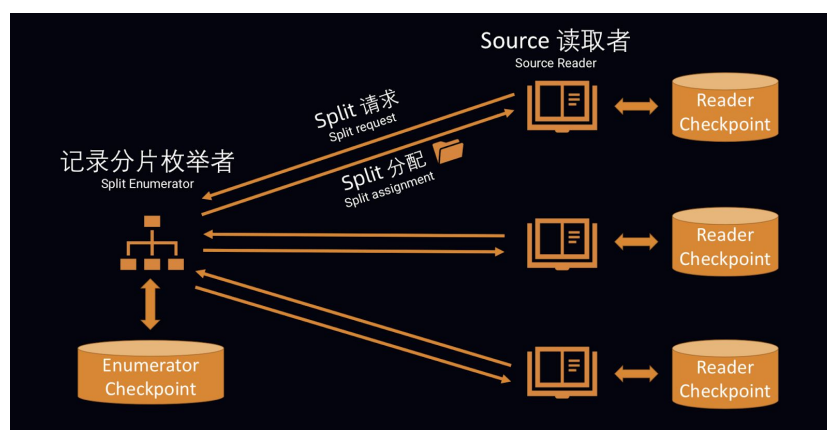 Source 读取者
Source Reader
Reader
Checkpoint
Split 请求
Split request
Split 分配
Split assignment
记录分片枚举者
Split Enumerator
Reader
Checkpoint
Enumerator
Checkpoint
Reader
Checkpoint